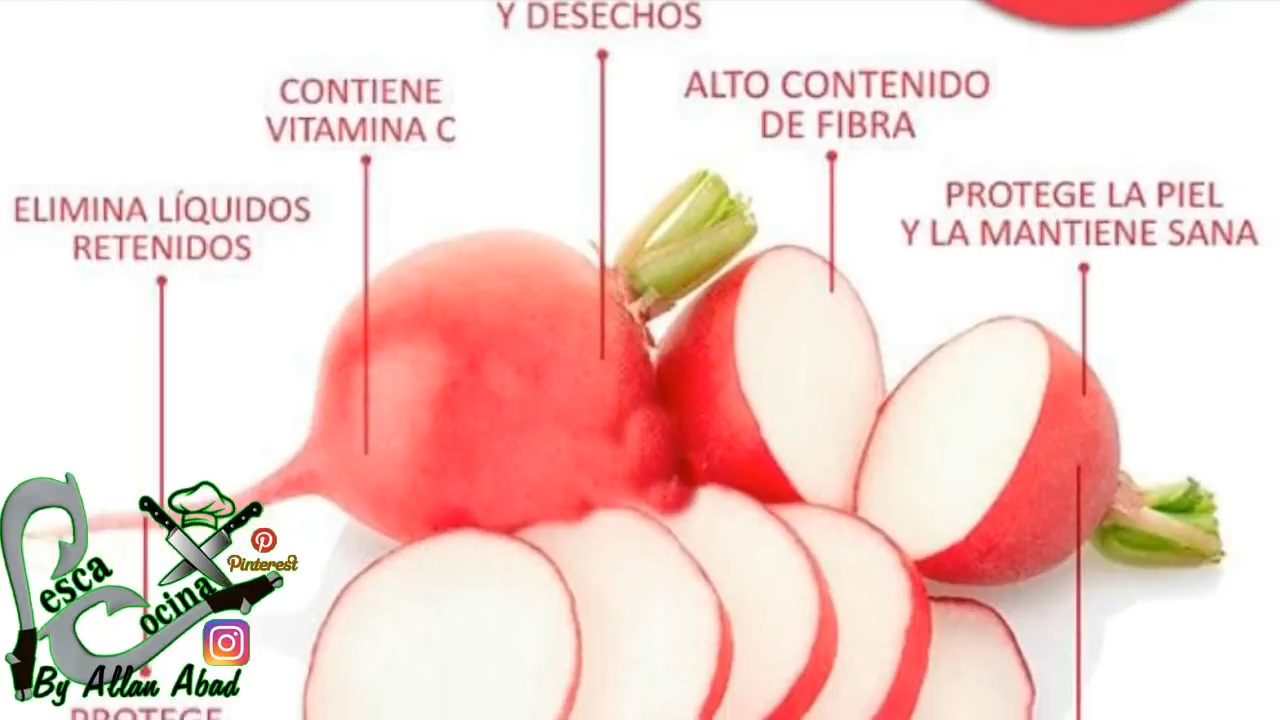 Y DESECHOS
CONTIENE
VITAMINA C
ALTO CONTENIDO
DE FIBRA
ELIMINA LÍQUIDOS
RETENIDOS
PROTEGE LA PIEL
Y LA MANTIENE SANA
Pesca
Cocina
Pinterest
By Allan Abad
PROTEGE